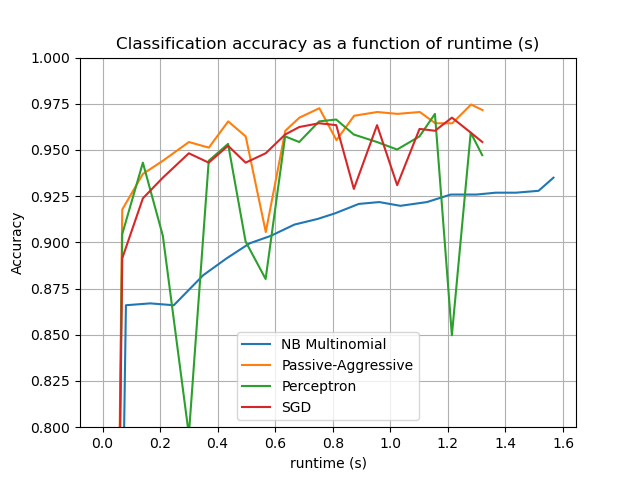 Classification accuracy as a function of runtime (s)
1.000
0.975
0.950
0.925
0.900
0.875
0.850
0.825
0.800
Accuracy
NB Multinomial
Passive-Aggressive
Perceptron
SGD
0.0 0.2 0.4 0.6 0.8 1.0 1.2 1.4 1.6
runtime (s)